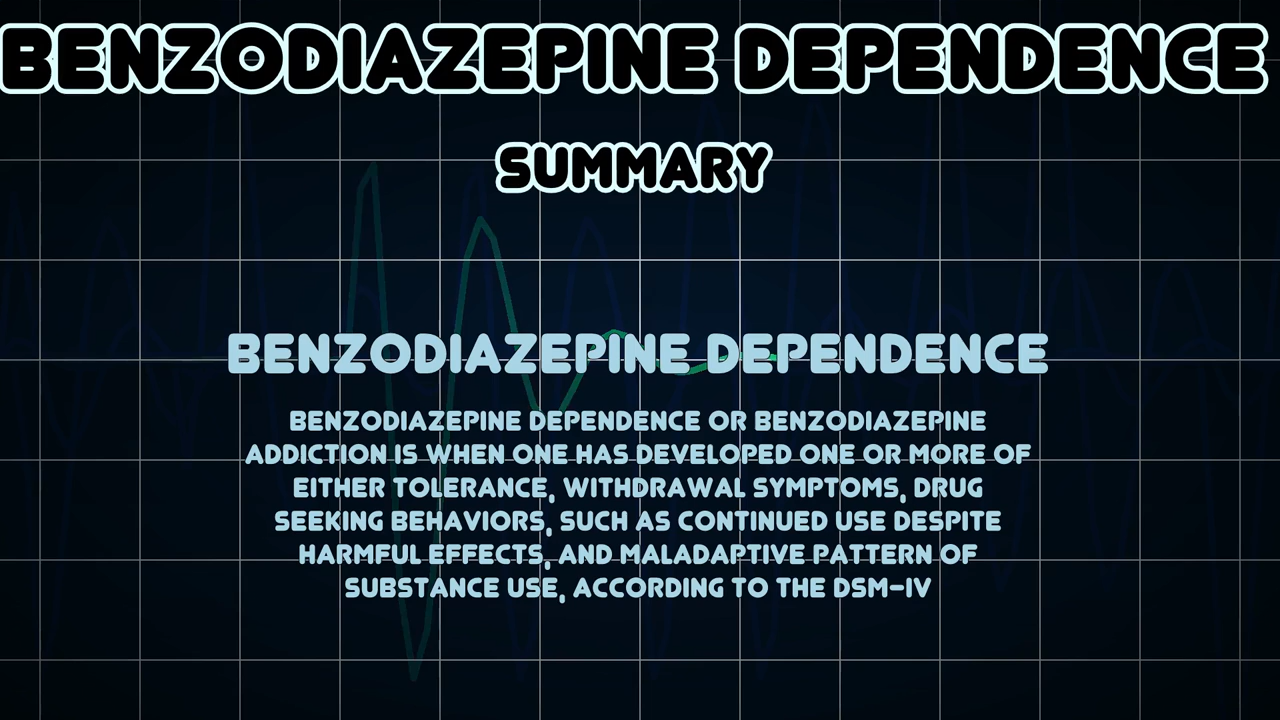 BENZODIAZEPINE DEPENDENCE
SUMMARY
BENZODIAZEPINE DEPENDENCE
BENZODIAZEPINE DEPENDENCE OR BENZODIAZEPINE
ADDICTION IS WHEN ONE HAS DEVELOPED ONE OR MORE OF
EITHER TOLERANCE, WITHDRAWAL SYMPTOMS, DRUG
SEEKING BEHAVIORS, SUCH AS CONTINUED USE DESPITE
HARMFUL EFFECTS, AND MALADAPTIVE PATTERN OF
SUBSTANCE USE, ACCORDING TO THE DSM-IV